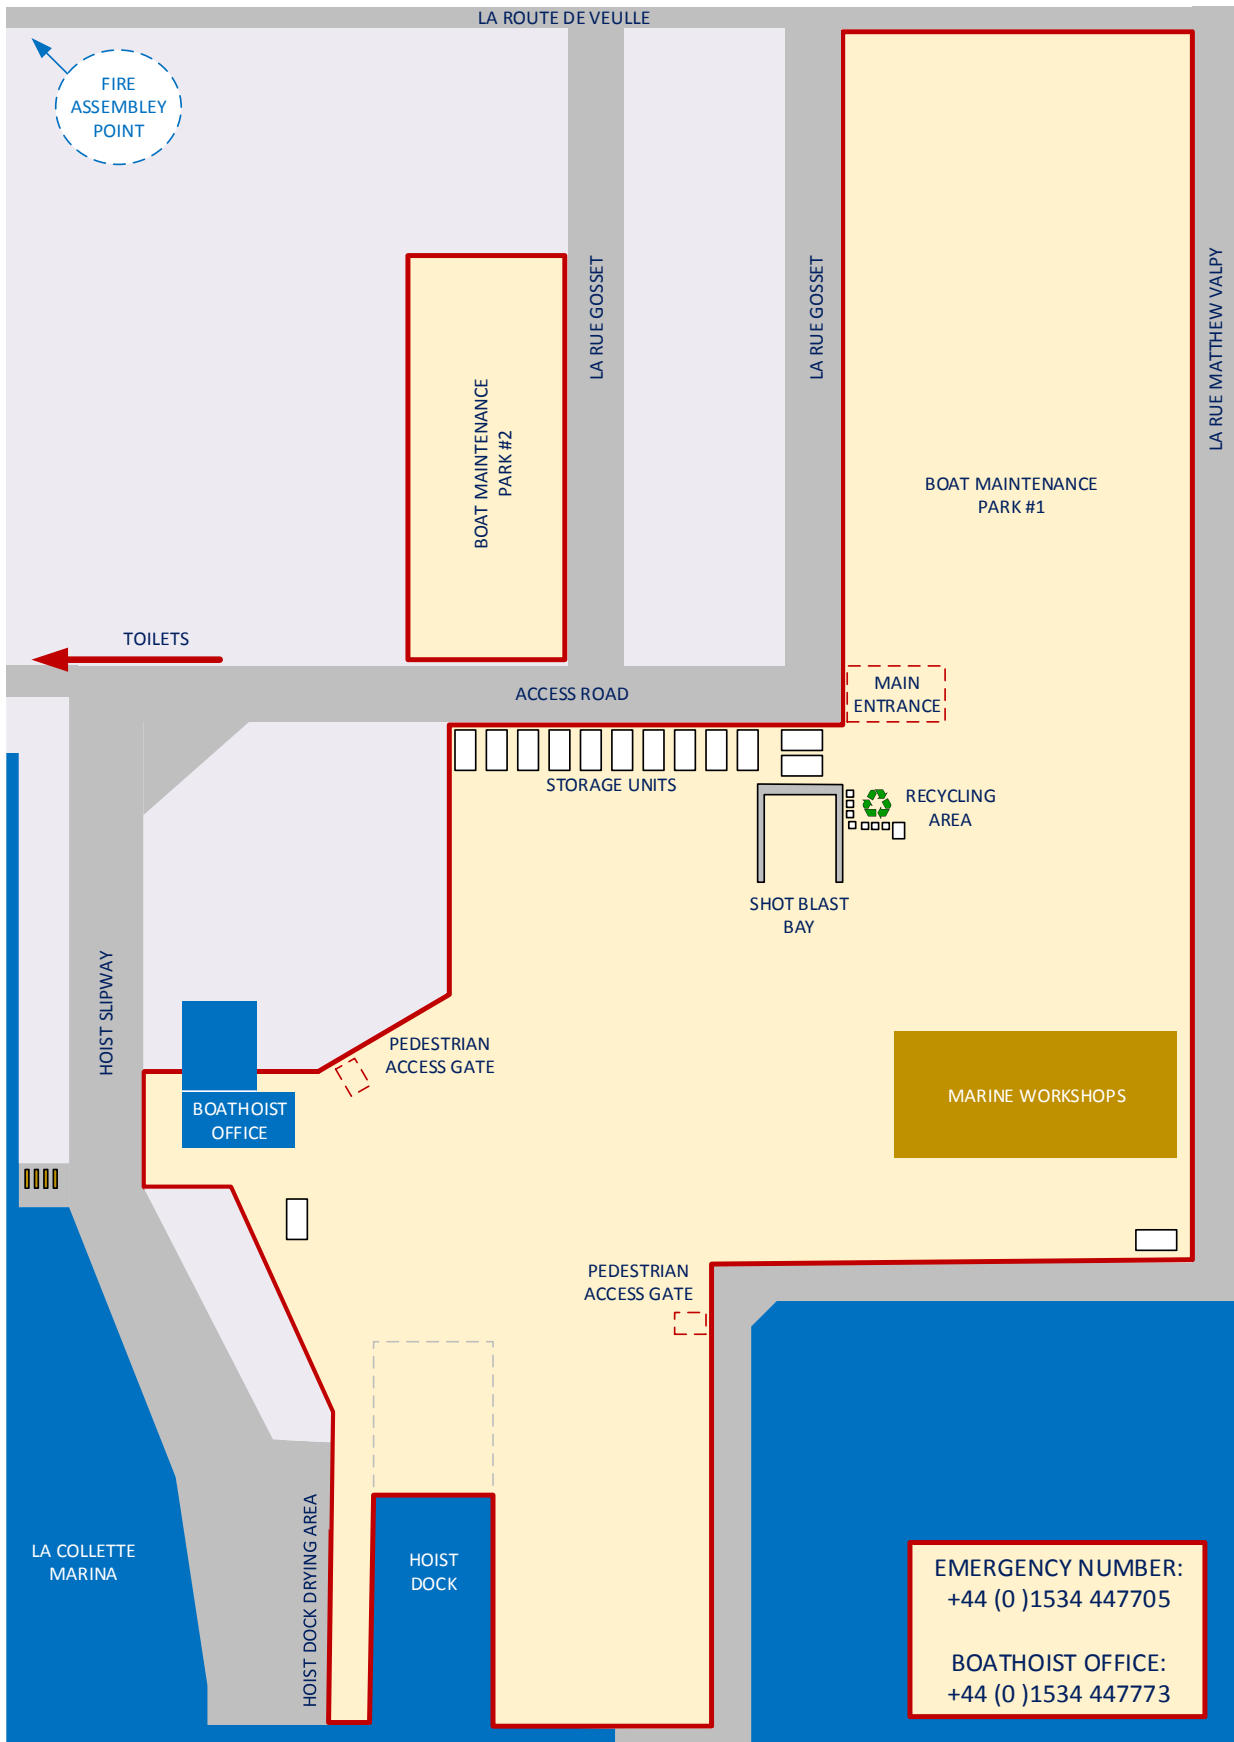 LA ROUTE DE VEULLE
FIRE
ASSEMBLEY
POINT
LA RUE GOSSET
LA RUE GOSSET
LA RUE MATTHEW VALPY
BOAT MAINTENANCE
PARK #2
BOAT MAINTENANCE
PARK #1
TOILETS
ACCESS ROAD
MAIN
ENTRANCE
STORAGE UNITS
RECYCLING
AREA
SHOT BLAST
BAY
HOIST SLIPWAY
PEDESTRIAN
ACCESS GATE
MARINE WORKSHOPS
BOATHOIST
OFFICE
PEDESTRIAN
ACCESS GATE
LA COLLETTE
MARINA
HOIST DOCK DRYING AREA
HOIST
DOCK
EMERGENCY NUMBER:
+44 (0 )1534 447705
BOATHOIST OFFICE:
+44 (0 )1534 447773